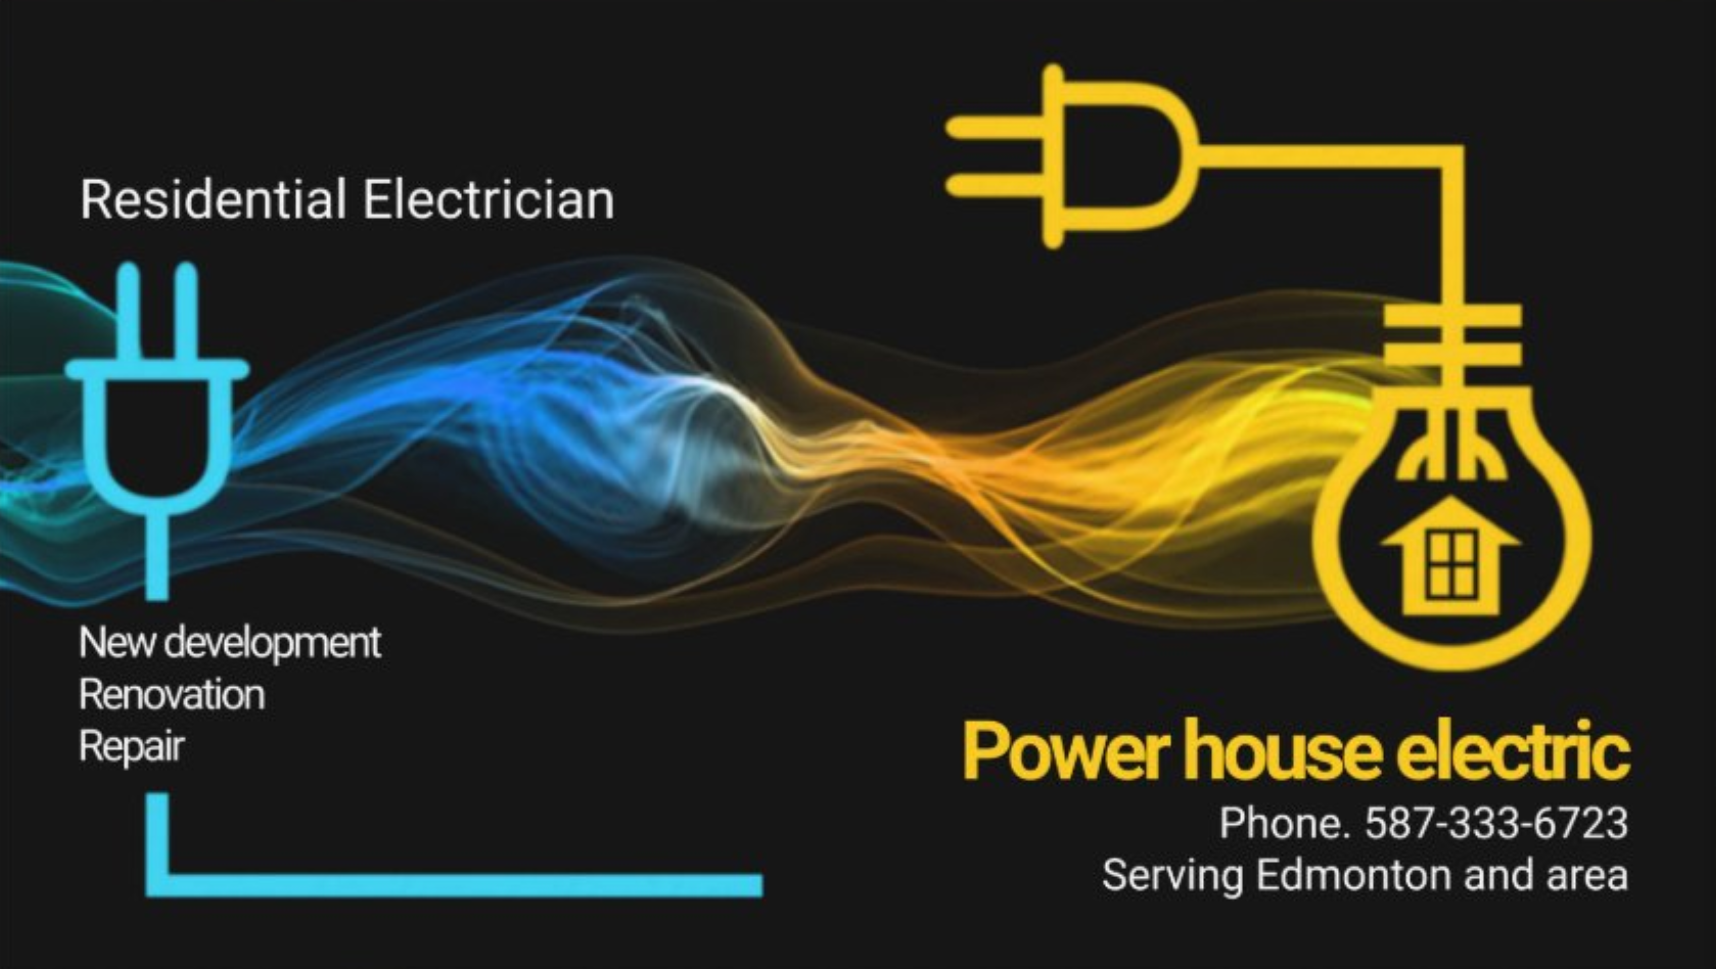 Residential Electrician
New development
Renovation
Repair
Power house electric
Phone. 587-333-6723
Serving Edmonton and area